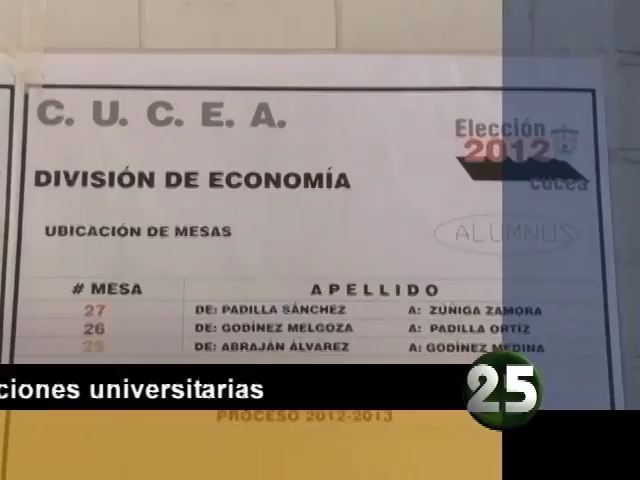 C. U. C. E. A.
Elección
2012
cucea
DIVISIÓN DE ECONOMÍA
UBICACIÓN DE MESAS
ALUMNOS
# MESA APELLIDO
27 DE: PADILLA SÁNCHEZ A: ZÚÑIGA ZAMORA
26 DE: GODÍNEZ MELGOZA A: PADILLA ORTÍZ
25 DE: ABRAJÁN ÁLVAREZ A: GODÍNEZ MEDINA
ciones universitarias
25
PROCESO 2012-2013